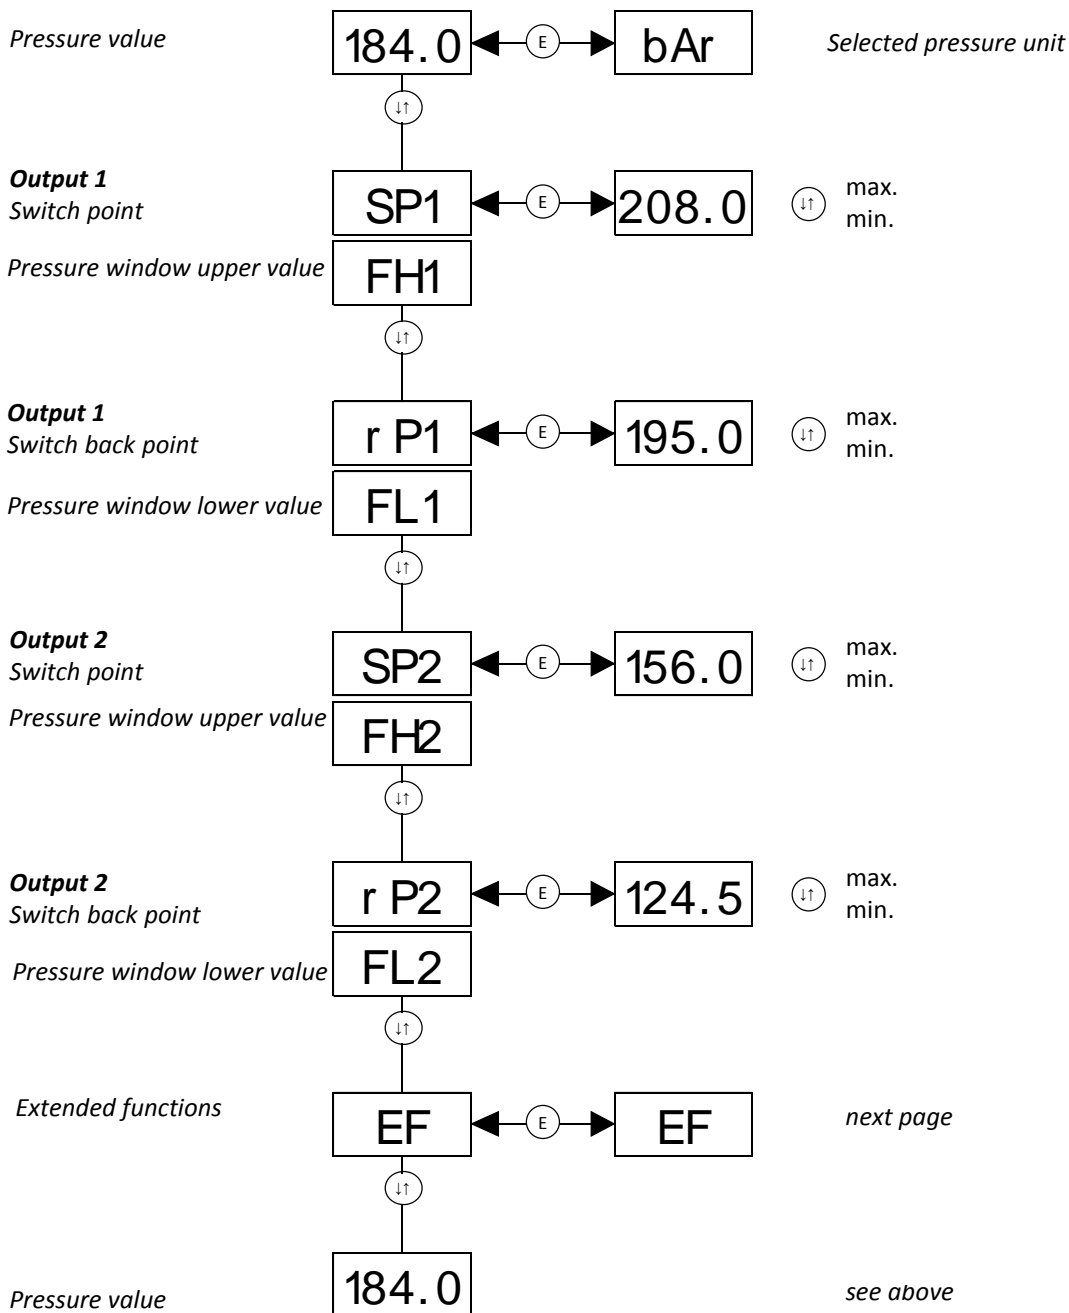 Pressure value
184.0
E
bAr
Selected pressure unit
↓↑
Output 1
Switch point
SP1
E
208.0
↓↑
max.
min.
Pressure window upper value
FH1
↓↑
Output 1
Switch back point
r P1
E
195.0
↓↑
max.
min.
Pressure window lower value
FL1
↓↑
Output 2
Switch point
SP2
E
156.0
↓↑
max.
min.
Pressure window upper value
FH2
↓↑
Output 2
Switch back point
r P2
E
124.5
↓↑
max.
min.
Pressure window lower value
FL2
↓↑
Extended functions
EF
E
EF
next page
↓↑
Pressure value
184.0
see above